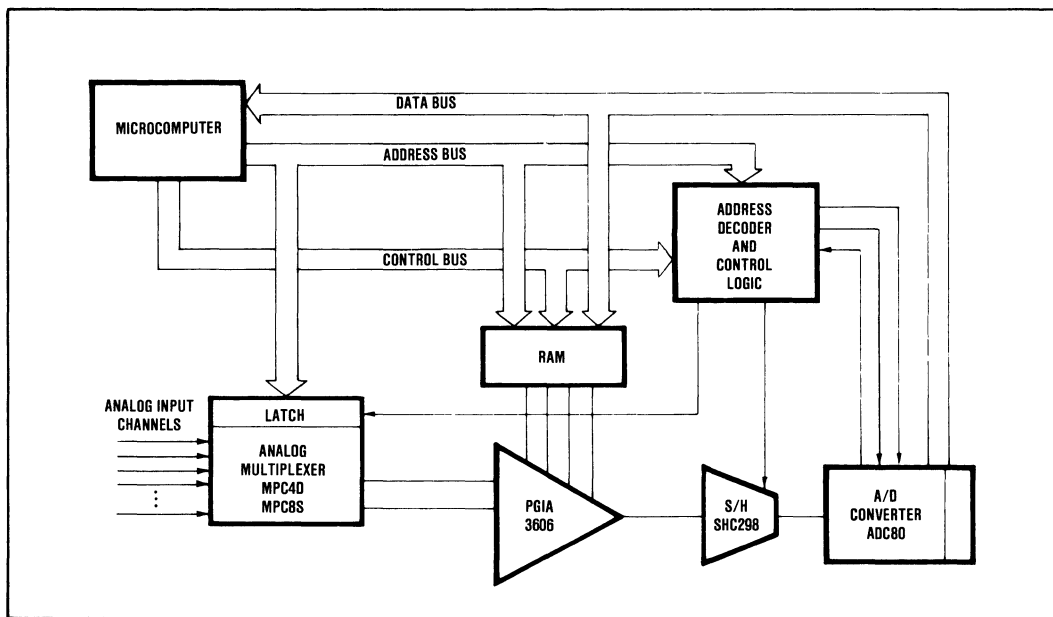 DATA BUS
MICROCOMPUTER
ADDRESS BUS
ADDRESS
DECODER
AND
CONTROL
LOGIC
CONTROL BUS
RAM
ANALOG INPUT
CHANNELS
LATCH
ANALOG
MULTIPLEXER
MPC4D
MPC8S
PGIA
3606
S/H
SHC298
A/D
CONVERTER
ADC80